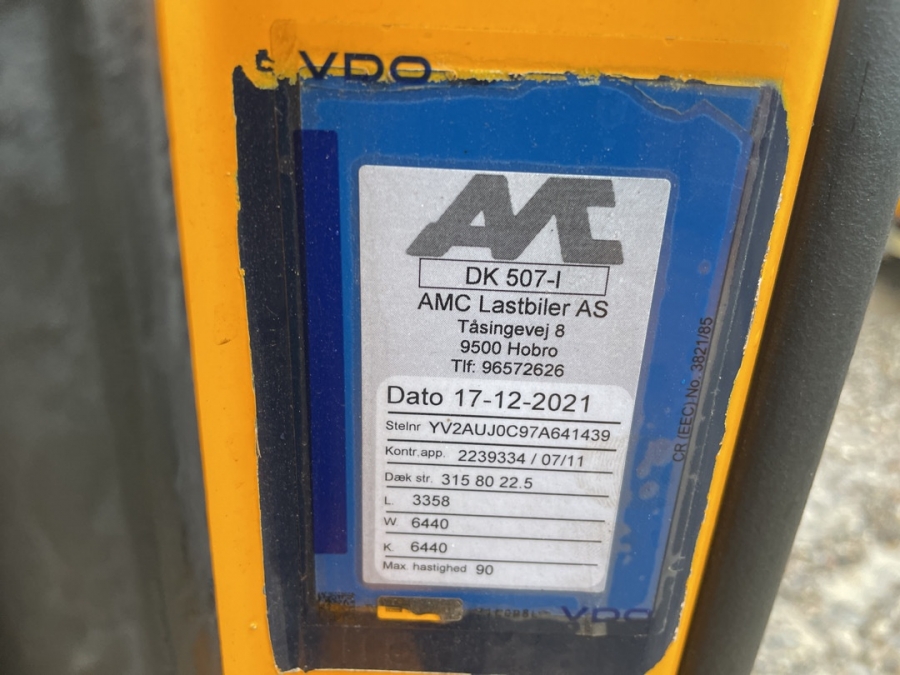 VDO
AMC
DK 507-I
AMC Lastbiler AS
Tåsingevej 8
9500 Hobro
Tlf: 96572626
Dato 17-12-2021
Stelnr YV2AUJ0C97A641439
Kontr.app. 2239334 / 07/11
Dæk str. 315 80 22.5
L. 3358
W. 6440
K. 6440
Max. hastighed 90
CR (EEC) No. 3821/85
VDO